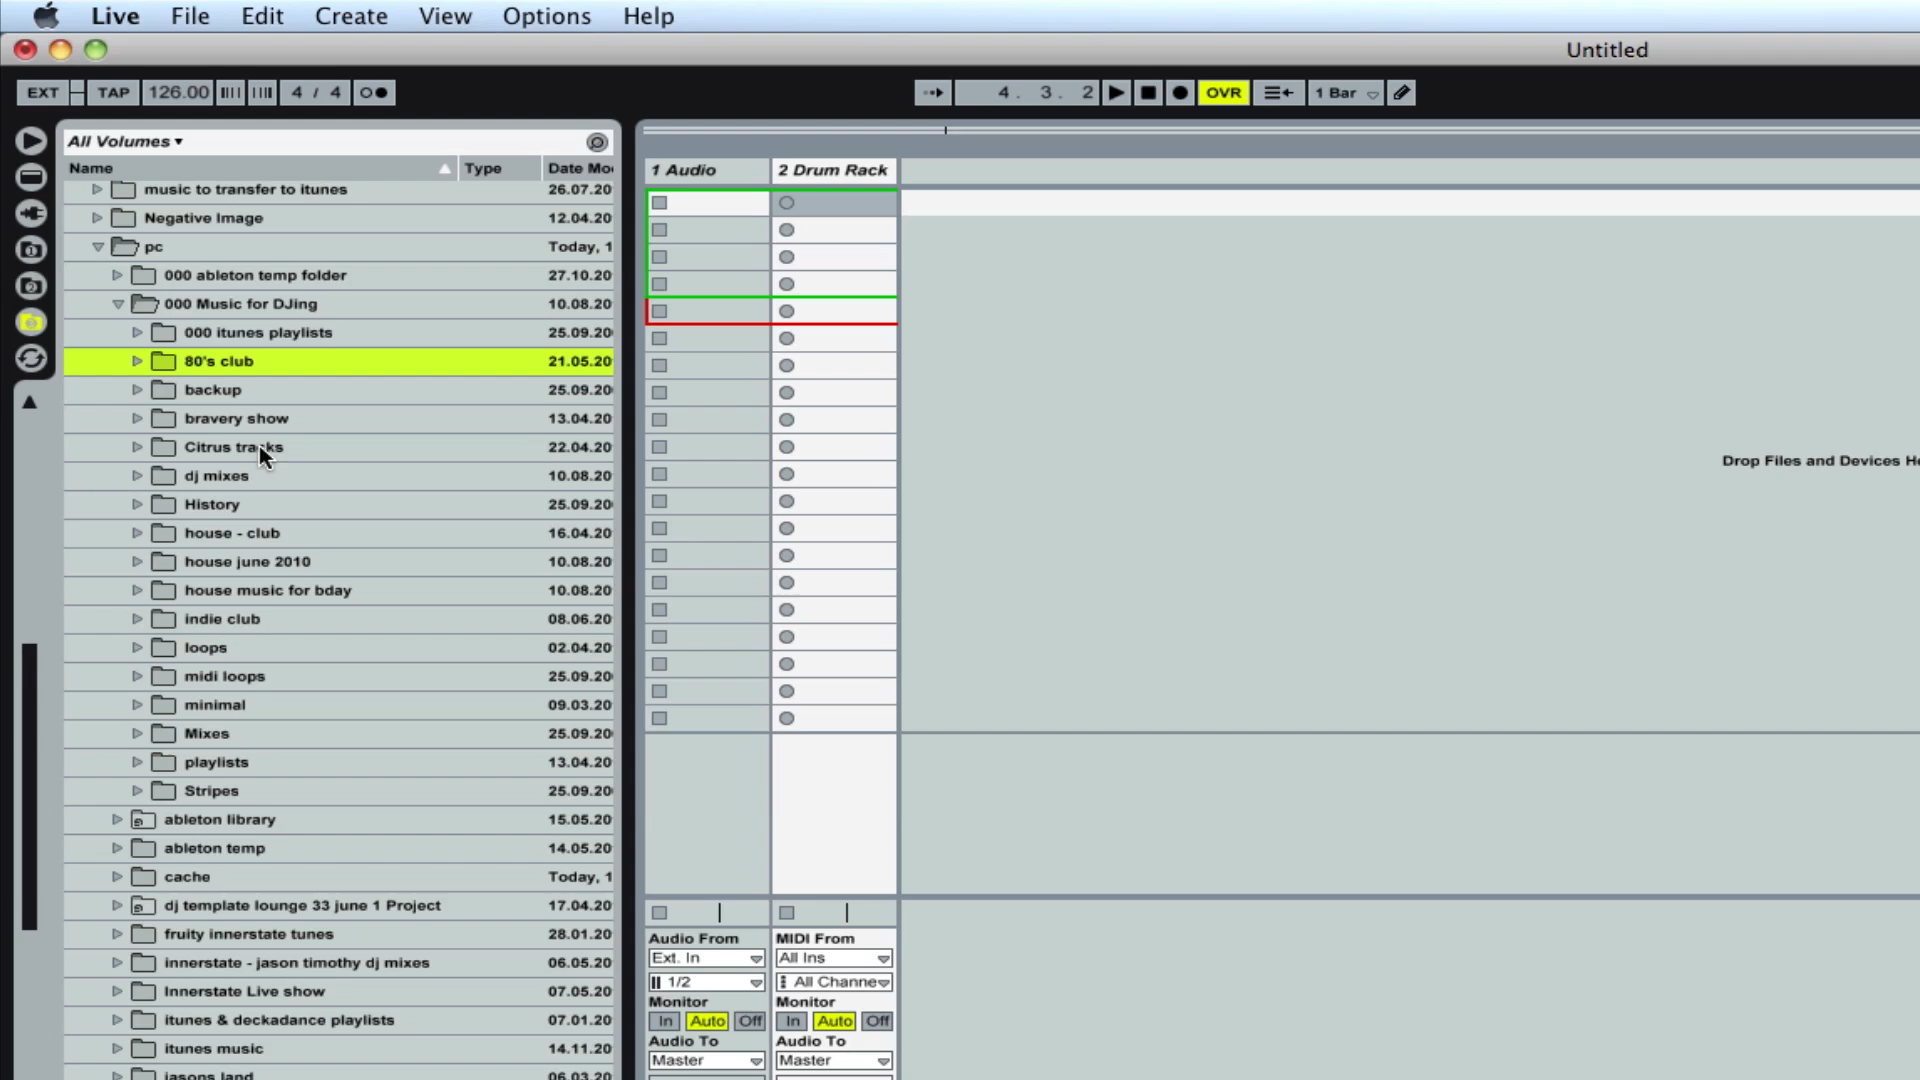 Live File Edit Create View Options Help
Untitled
EXT TAP 126.00 4 / 4 4 . 3 . 2 OVR 1 Bar
All Volumes
Name Type Date Mo
1 Audio 2 Drum Rack
music to transfer to itunes 26.07.20
Negative Image 12.04.20
pc Today, 1
000 ableton temp folder 27.10.20
000 Music for DJing 10.08.20
000 itunes playlists 25.09.20
80's club 21.05.20
backup 25.09.20
bravery show 13.04.20
Citrus tracks 22.04.20
Drop Files and Devices He
dj mixes 10.08.20
History 25.09.20
house - club 16.04.20
house june 2010 10.08.20
house music for bday 10.08.20
indie club 08.06.20
loops 02.04.20
midi loops 25.09.20
minimal 09.03.20
Mixes 25.09.20
playlists 13.04.20
Stripes 25.09.20
ableton library 15.05.20
ableton temp 14.05.20
cache Today, 1
dj template lounge 33 june 1 Project 17.04.20
fruity innerstate tunes 28.01.20
innerstate - jason timothy dj mixes 06.05.20
Innerstate Live show 07.05.20
itunes & deckadance playlists 07.01.20
itunes music 14.11.20
jasons land 06.03.20
Audio From MIDI From
Ext. In All Ins
1/2 All Channe
Monitor Monitor
In Auto Off In Auto Off
Audio To Audio To
Master Master